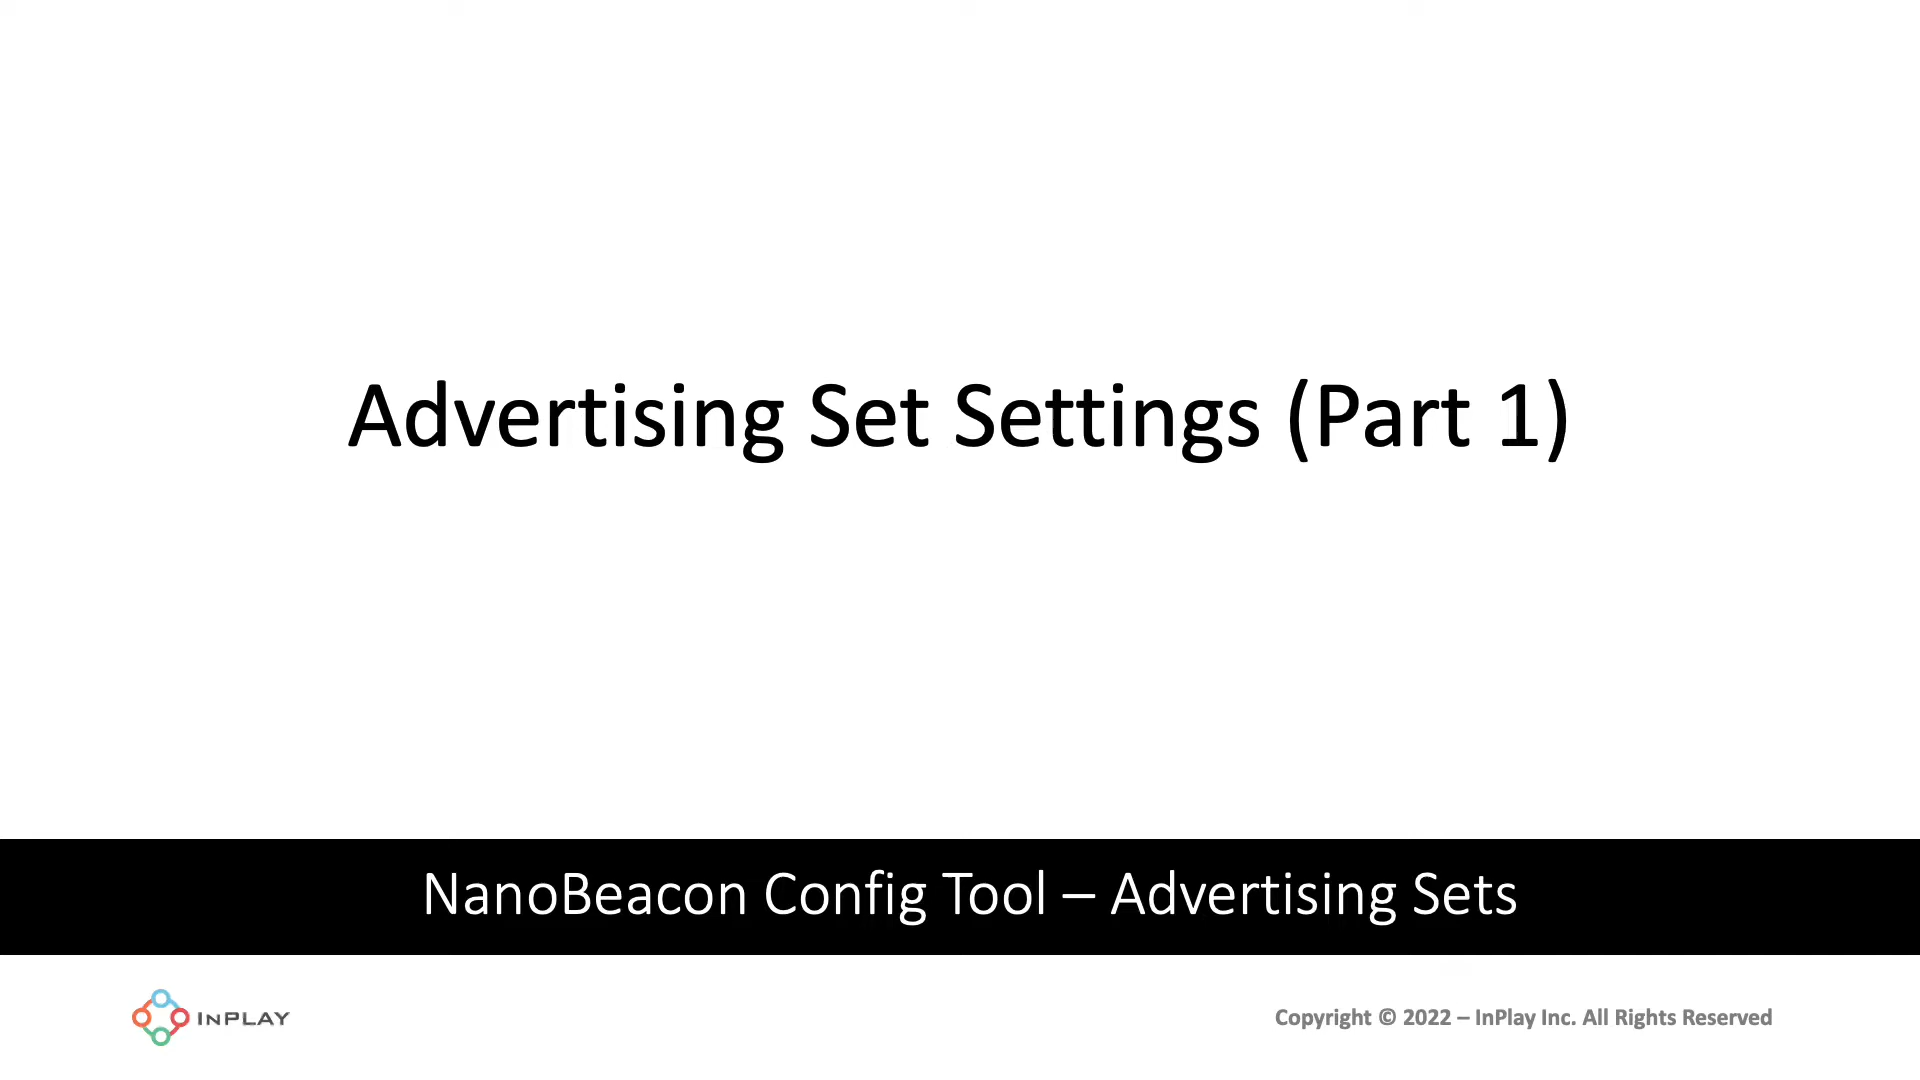 Advertising Set Settings (Part 1)
NanoBeacon Config Tool – Advertising Sets
INPLAY
Copyright © 2022 – InPlay Inc. All Rights Reserved